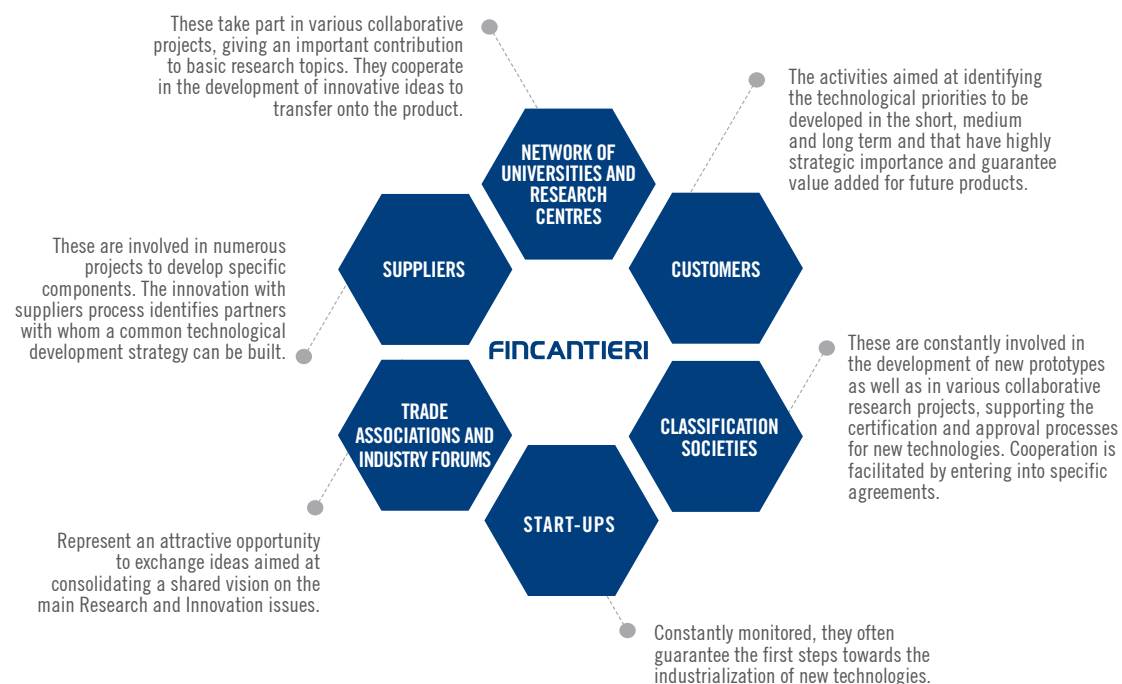 These take part in various collaborative
projects, giving an important contribution
to basic research topics. They cooperate
in the development of innovative ideas to
transfer onto the product.
The activities aimed at identifying
the technological priorities to be
developed in the short, medium
and long term and that have highly
strategic importance and guarantee
value added for future products.
NETWORK OF
UNIVERSITIES AND
RESEARCH
CENTRES
SUPPLIERS
CUSTOMERS
These are involved in numerous
projects to develop specific
components. The innovation with
suppliers process identifies partners
with whom a common technological
development strategy can be built.
FINCANTIERI
These are constantly involved in
the development of new prototypes
as well as in various collaborative
research projects, supporting the
certification and approval processes
for new technologies. Cooperation is
facilitated by entering into specific
agreements.
TRADE
ASSOCIATIONS AND
INDUSTRY FORUMS
CLASSIFICATION
SOCIETIES
START-UPS
Represent an attractive opportunity
to exchange ideas aimed at
consolidating a shared vision on the
main Research and Innovation issues.
Constantly monitored, they often
guarantee the first steps towards the
industrialization of new technologies.